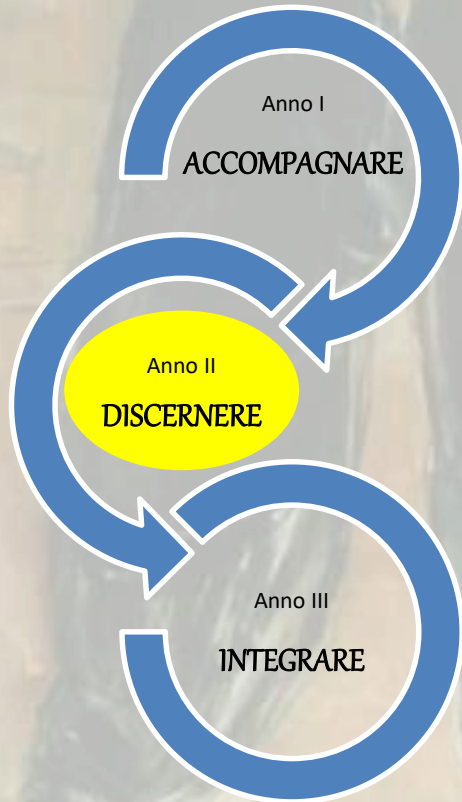 Anno I
ACCOMPAGNARE
Anno II
DISCERNERE
Anno III
INTEGRARE